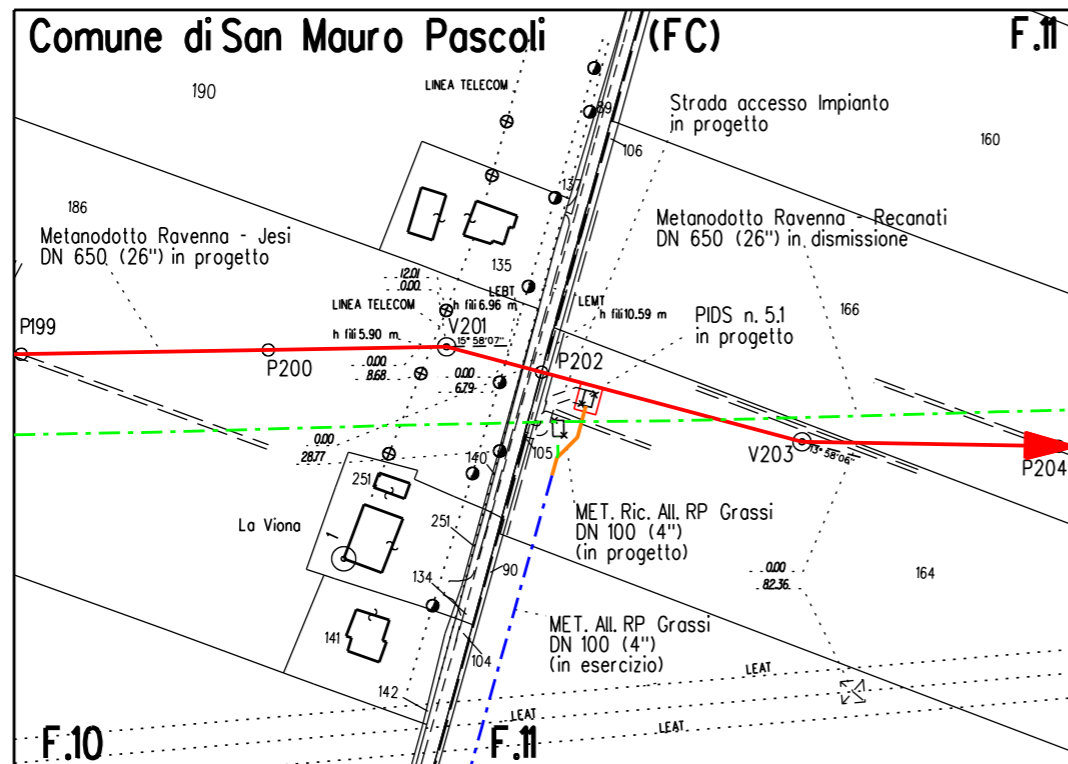 Comune di San Mauro Pascoli (FC) F.11
190
LINEA TELECOM
89
Strada accesso Impianto
in progetto
106
160
137
186
Metanodotto Ravenna - Jesi
DN 650 (26") in progetto
Metanodotto Ravenna - Recanati
DN 650 (26") in dismissione
135
12.01
0.00
LEBT
LINEA TELECOM
h fili 6.96 m
LEMT
h fili 10.59 m
PIDS n. 5.1
in progetto
166
P199
h fili 5.90 m
V201
15° 58'07"
P200
P202
0.00
8.68
0.00
6.79
0.00
28.77
140
105
V203
13° 58'06"
P204
251
La Viona
1
251
MET. Ric. All. RP Grassi
DN 100 (4")
(in progetto)
0.00
82.36
164
134
90
141
104
MET. All. RP Grassi
DN 100 (4")
(in esercizio)
142
LEAT
LEAT
LEAT
F.10
F.11